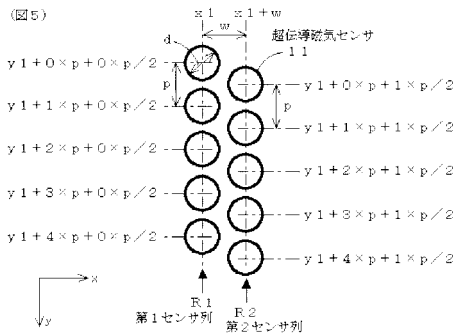 (図5)
x1 x1+w
w
超伝導磁気センサ
11
d
p
p
y1+0×p+0×p/2
y1+1×p+0×p/2
y1+2×p+0×p/2
y1+3×p+0×p/2
y1+4×p+0×p/2
y1+0×p+1×p/2
y1+1×p+1×p/2
y1+2×p+1×p/2
y1+3×p+1×p/2
y1+4×p+1×p/2
x
y
R1
第1センサ列
R2
第2センサ列